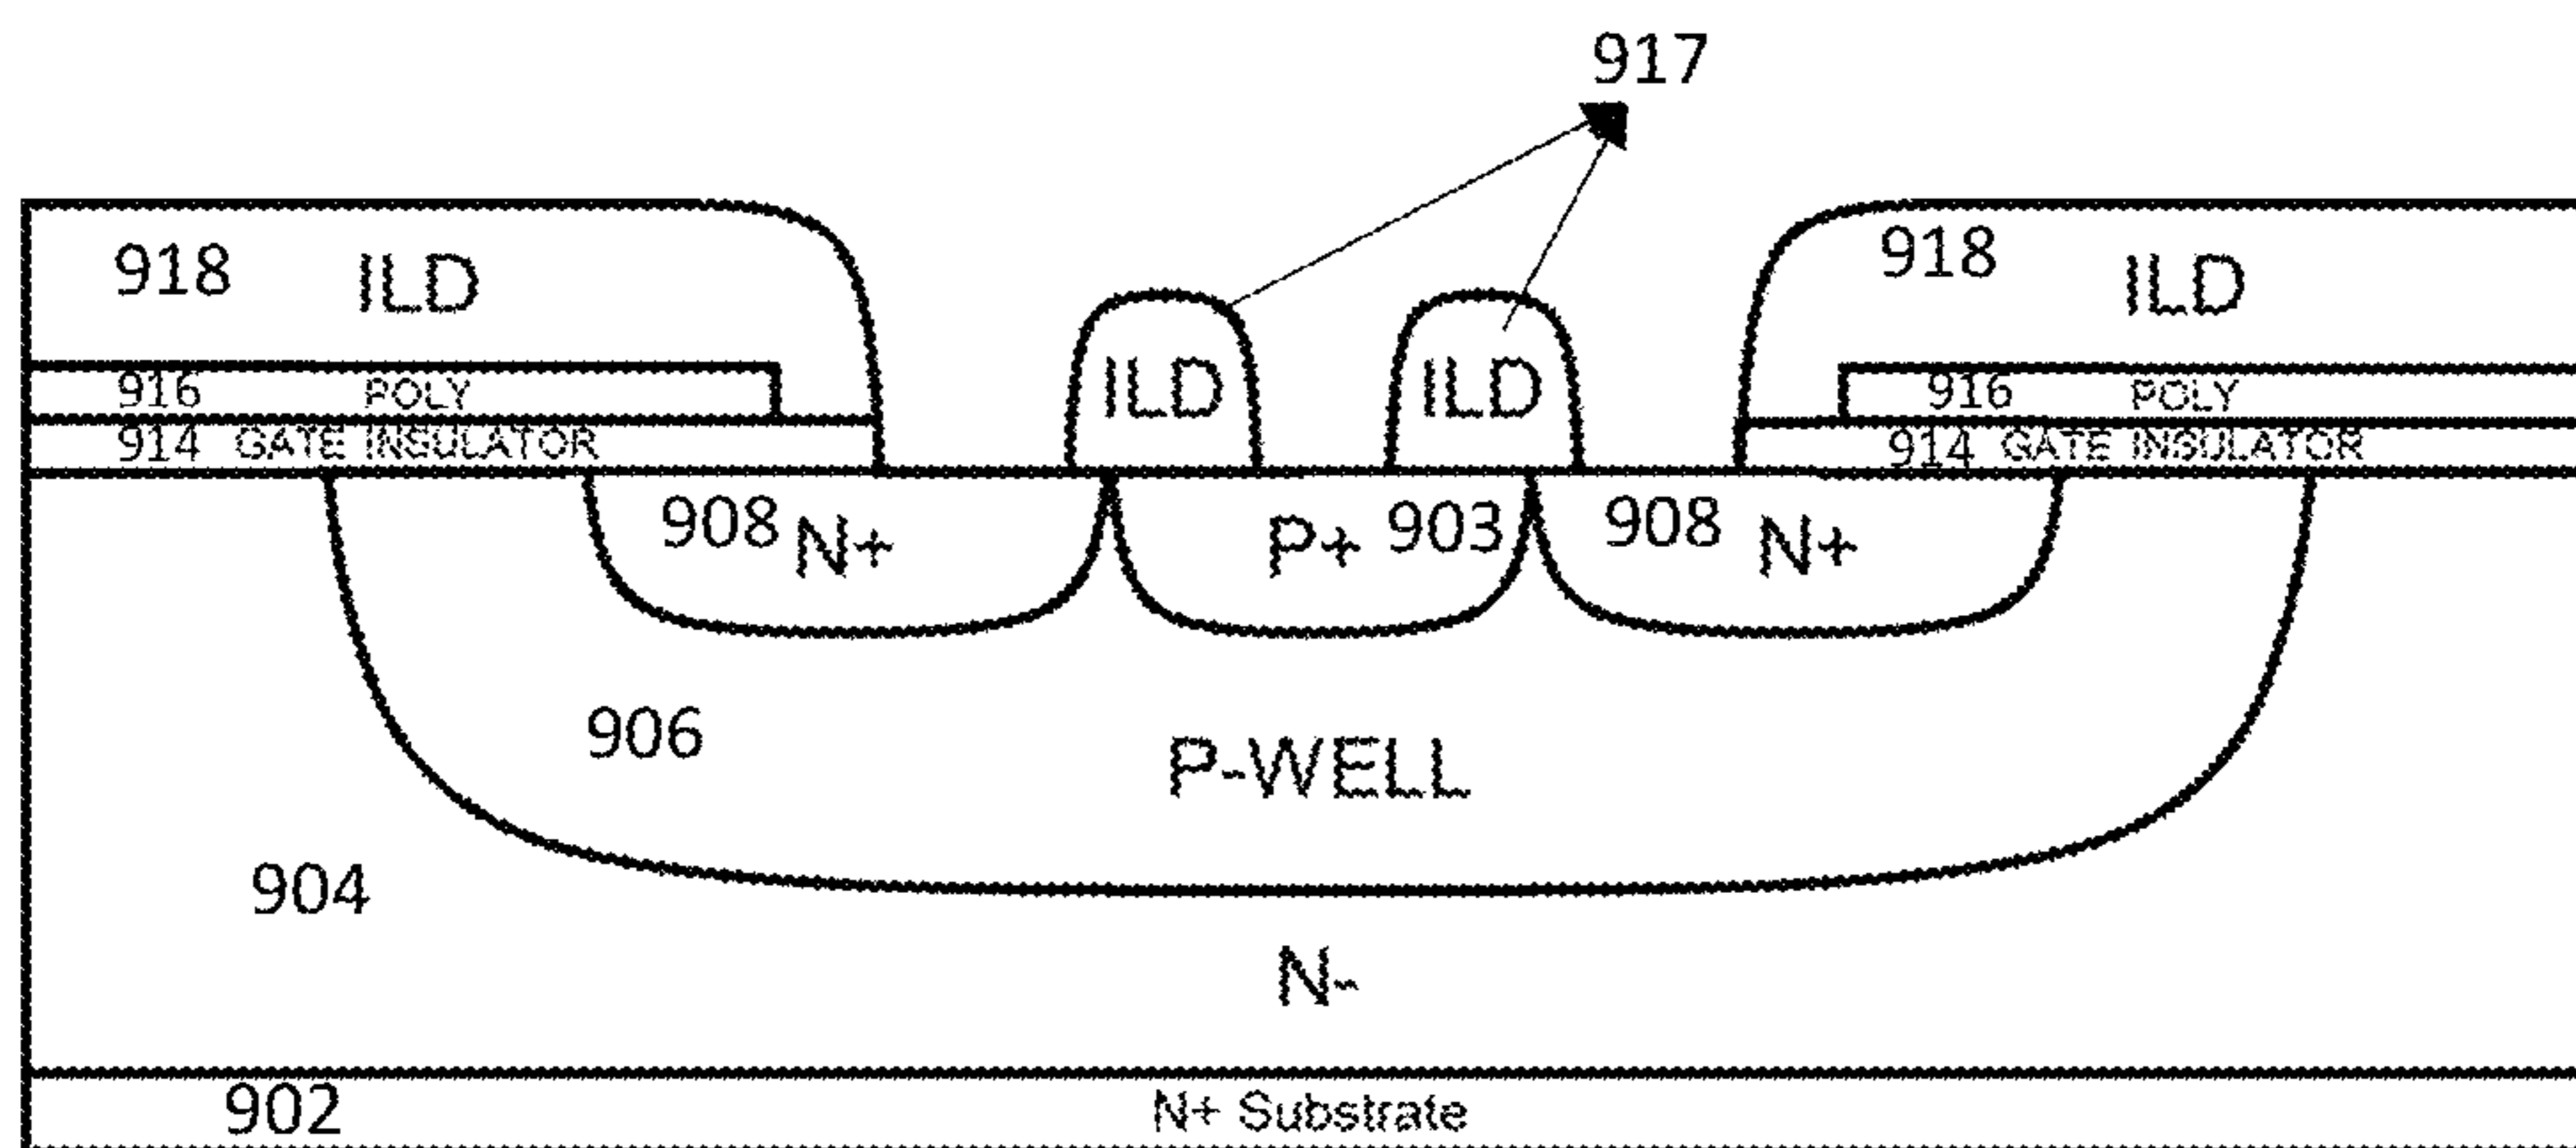 917
918 ILD
918 ILD
ILD
ILD
916 POLY
916 POLY
914 GATE INSULATOR
914 GATE INSULATOR
908 N+
P+ 903
908 N+
906
P-WELL
904
N-
902
N+ Substrate